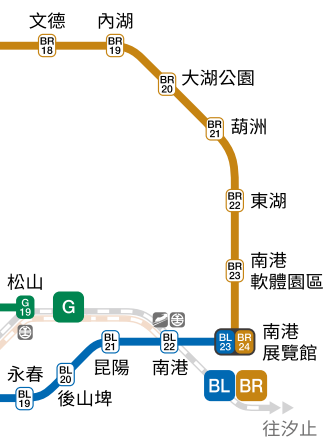 文德
內湖
BR
18
BR
19
BR
20
大湖公園
BR
21
葫洲
BR
22
東湖
BR
23
南港
軟體園區
松山
G
19
G
BL
23
BR
24
南港
展覽館
BL
21
BL
22
昆陽
南港
永春
BL
20
BL
19
後山埤
BL
BR
往汐止